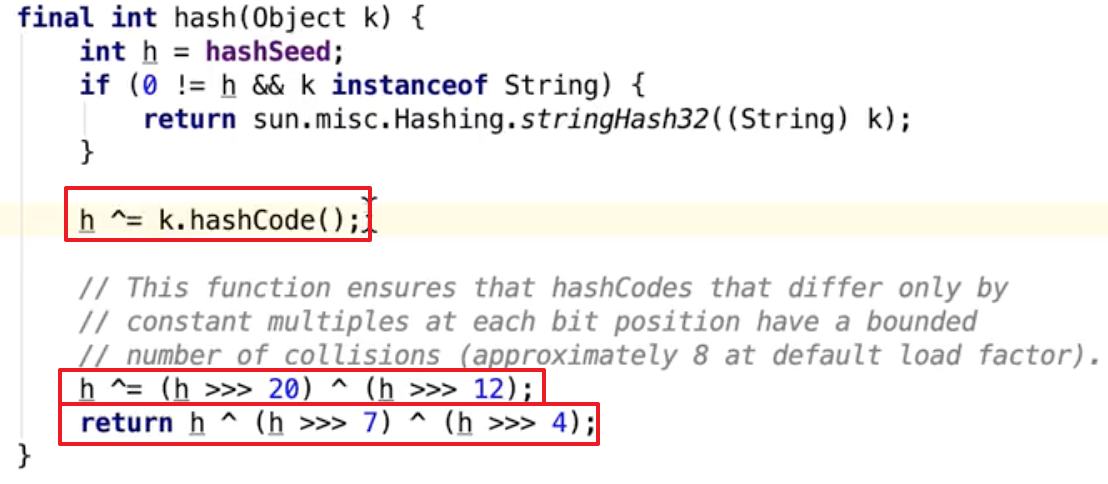 final int hash(Object k) {
    int h = hashSeed;
    if (0 != h && k instanceof String) {
        return sun.misc.Hashing.stringHash32((String) k);
    }
    h ^= k.hashCode();
    // This function ensures that hashCodes that differ only by
    // constant multiples at each bit position have a bounded
    // number of collisions (approximately 8 at default load factor).
    h ^= (h >>> 20) ^ (h >>> 12);
    return h ^ (h >>> 7) ^ (h >>> 4);
}